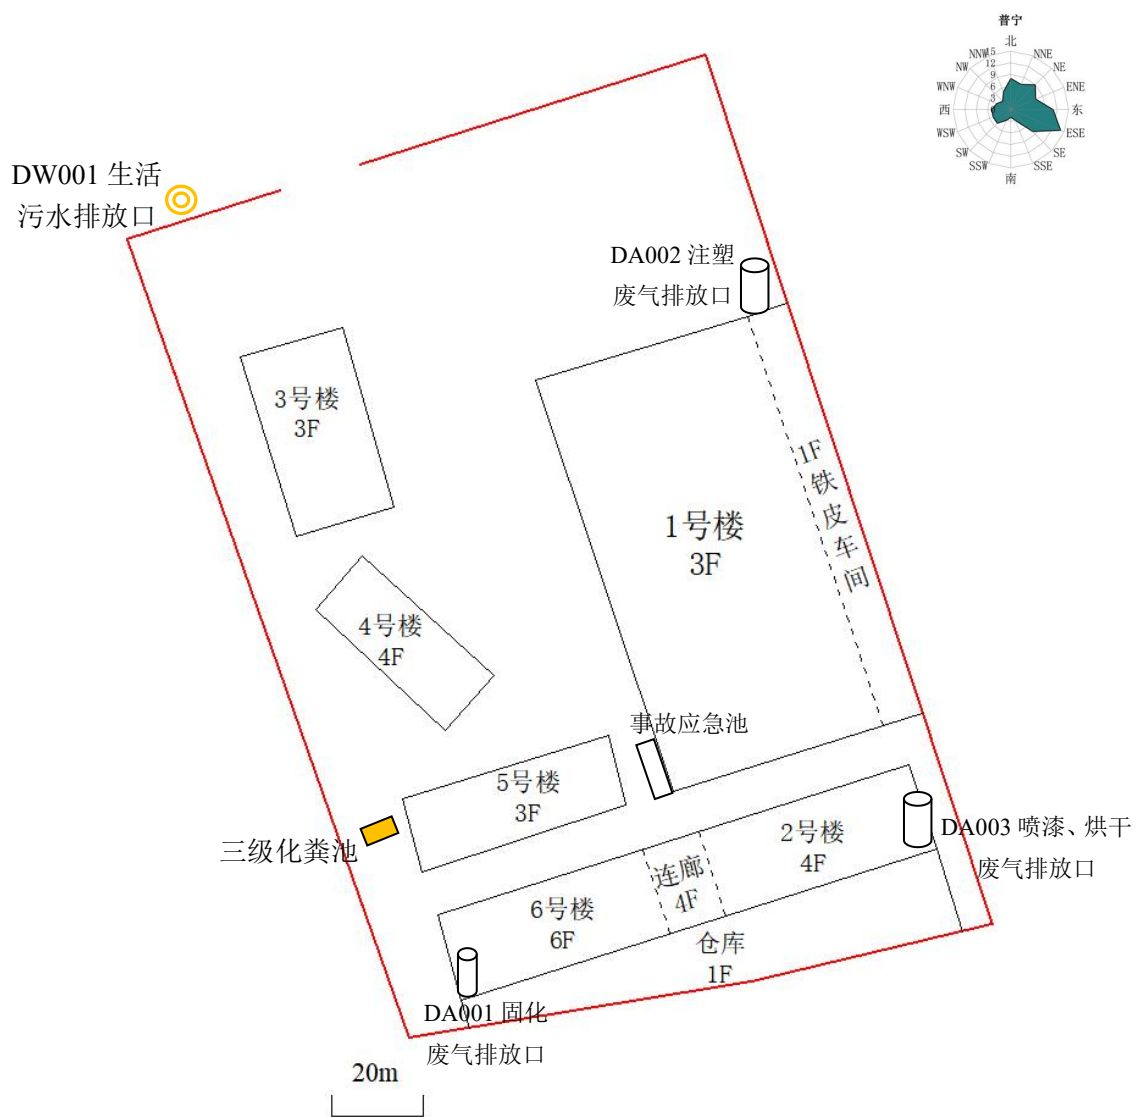 普宁
北
NNW
NNE
15
NW
NE
12
9
WNW
ENE
6
3
西
东
WSW
ESE
SW
SE
SSW
SSE
南
DW001 生活
污水排放口
DA002 注塑
废气排放口
3号楼
3F
1F
铁
皮
车
间
1号楼
3F
4号楼
4F
事故应急池
5号楼
3F
三级化粪池
2号楼
4F
DA003 喷漆、烘干
废气排放口
连廊
4F
6号楼
6F
仓库
1F
DA001 固化
废气排放口
20m